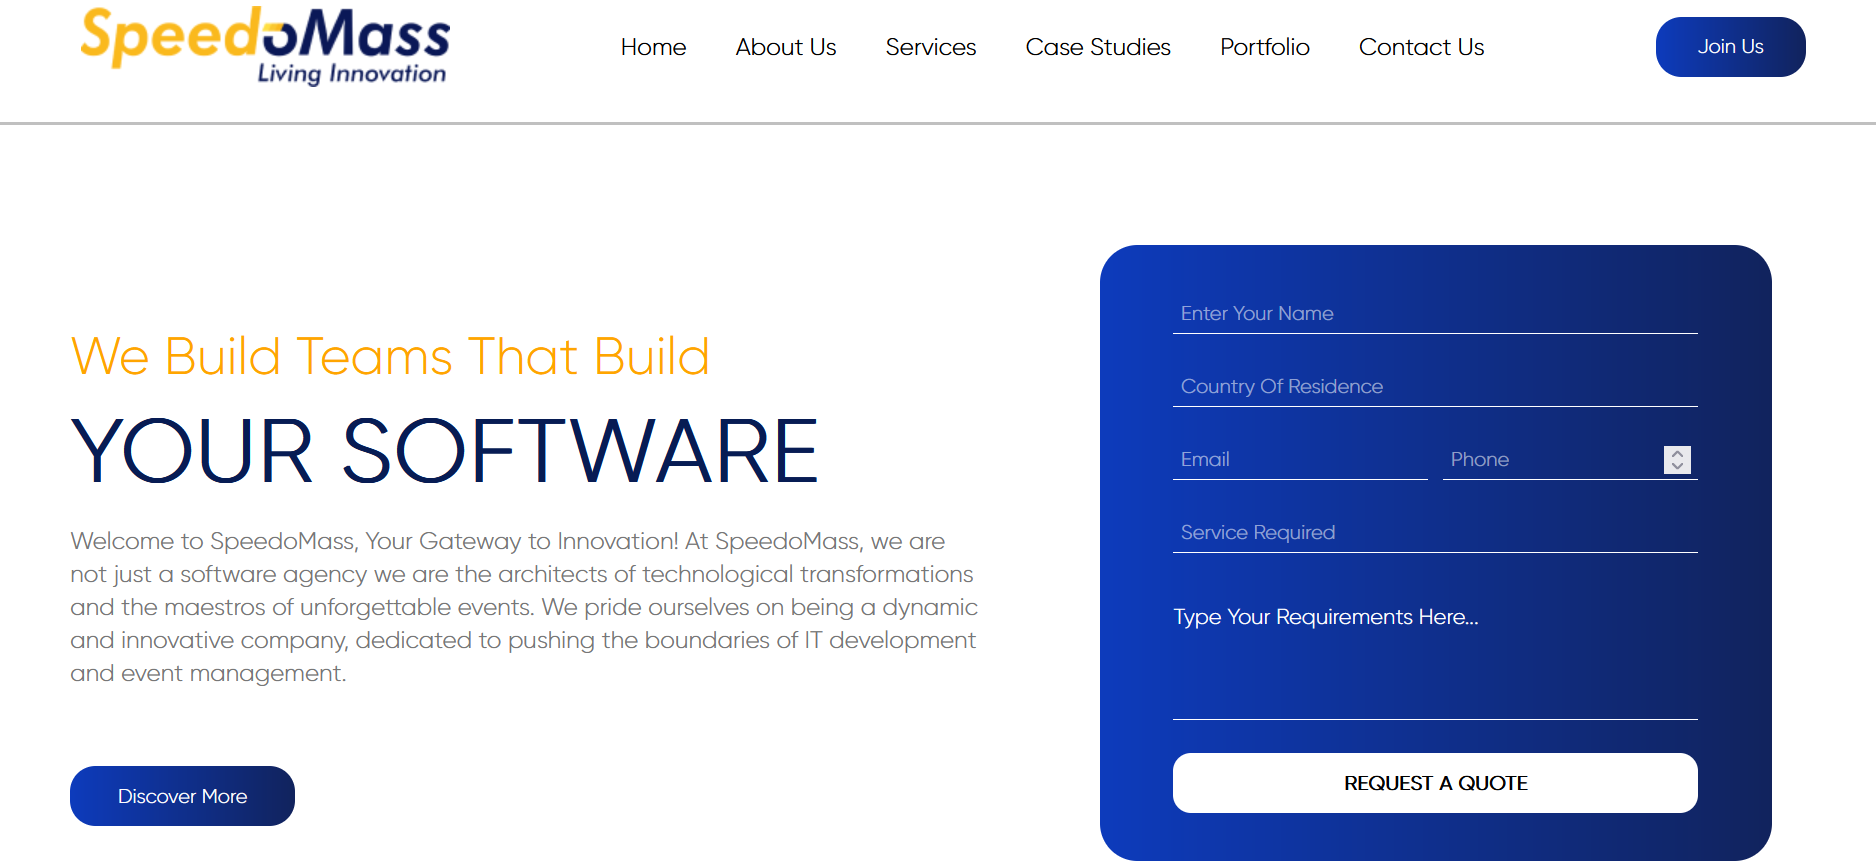 SpeedoMass
Living Innovation
Home
About Us
Services
Case Studies
Portfolio
Contact Us
Join Us
We Build Teams That Build
YOUR SOFTWARE
Welcome to SpeedoMass, Your Gateway to Innovation! At SpeedoMass, we are
not just a software agency we are the architects of technological transformations
and the maestros of unforgettable events. We pride ourselves on being a dynamic
and innovative company, dedicated to pushing the boundaries of IT development
and event management.
Discover More
Enter Your Name
Country Of Residence
Email
Phone
Service Required
Type Your Requirements Here...
REQUEST A QUOTE